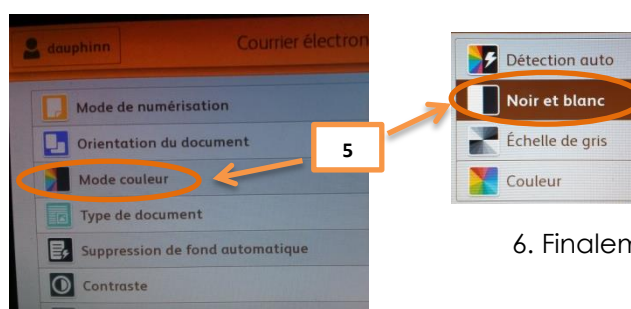 dauphinn
Courrier électron
Mode de numérisation
Orientation du document
Mode couleur
Type de document
Suppression de fond automatique
Contraste
5
Détection auto
Noir et blanc
Échelle de gris
Couleur
6. Finalem